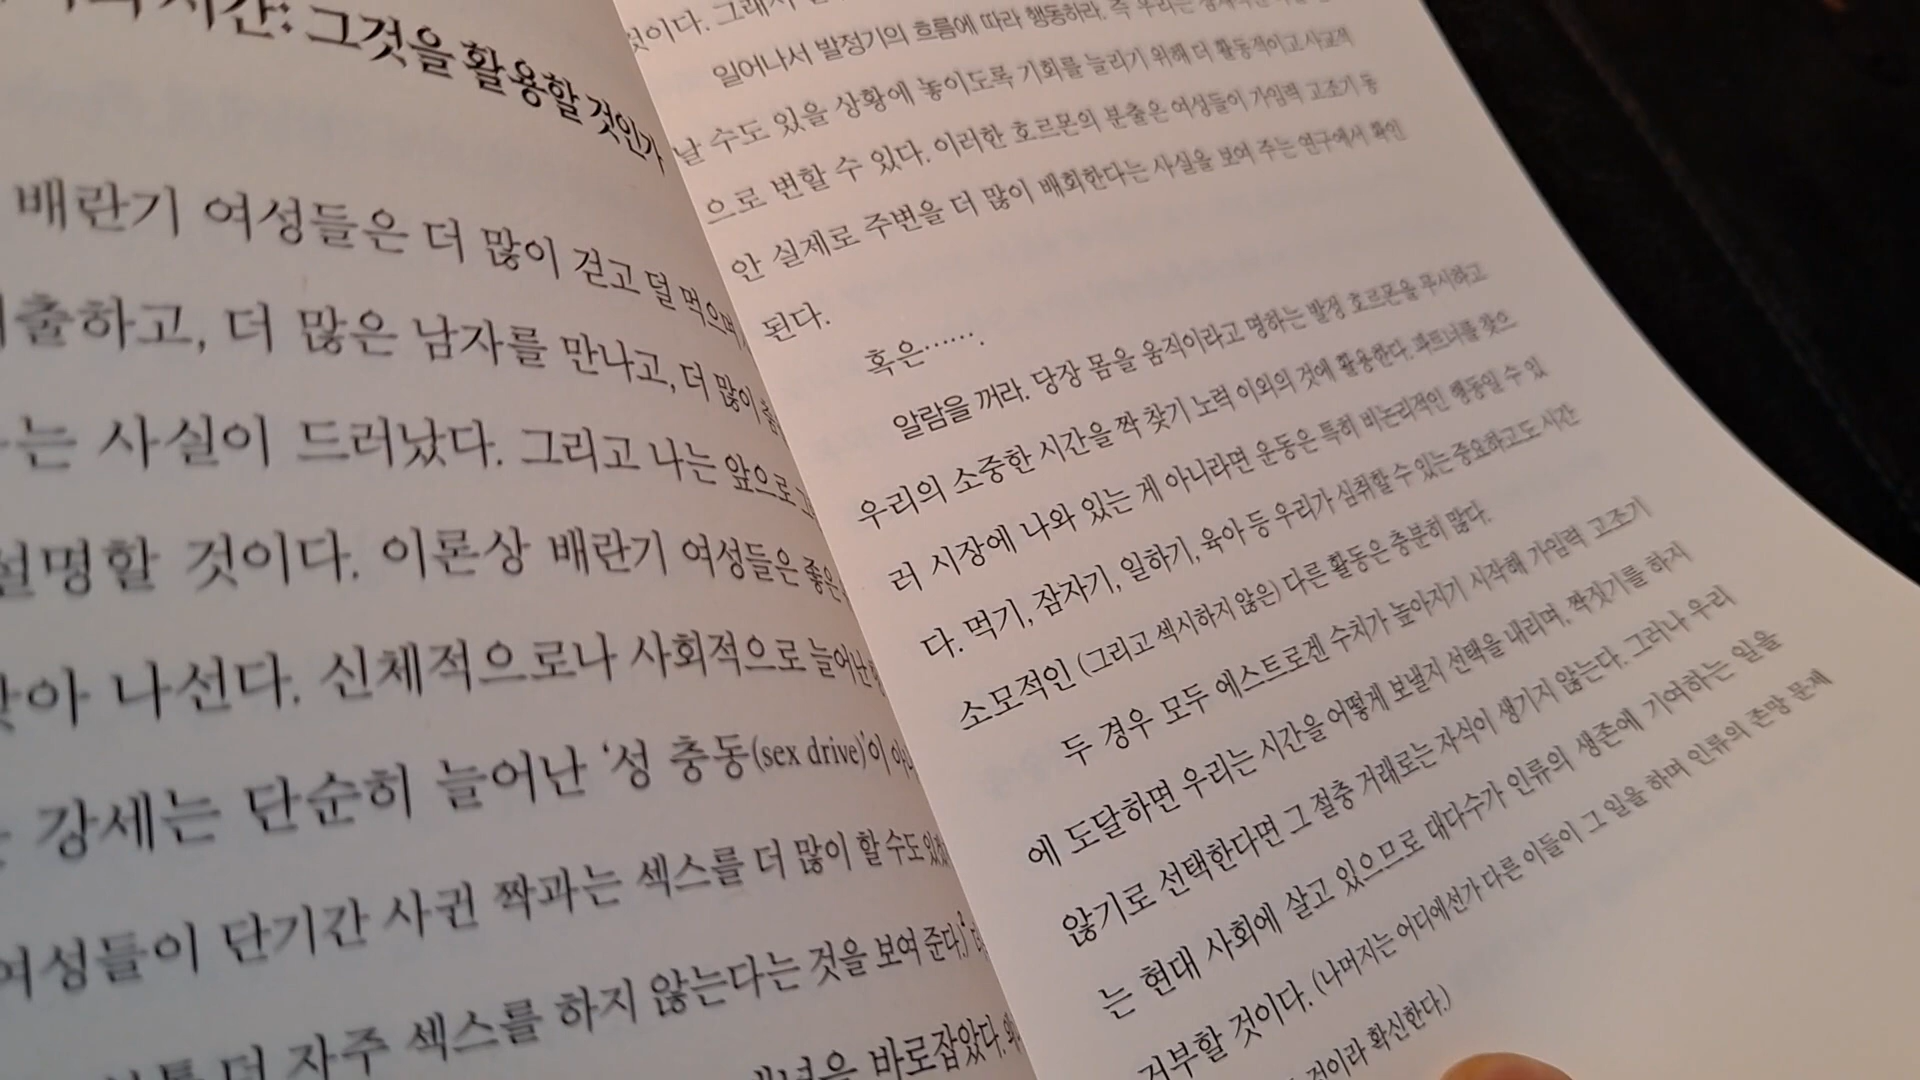 시간: 그것을 활용할 것인가
배란기 여성들은 더 많이 걷고 덜 먹으며,
출하고, 더 많은 남자를 만나고, 더 많이
는 사실이 드러났다. 그리고 나는 앞으로
설명할 것이다. 이론상 배란기 여성들은 좋은
찾아 나선다. 신체적으로나 사회적으로 늘어난
강세는 단순히 늘어난 ‘성 충동(sex drive)’이
여성들이 단기간 사귄 짝과는 섹스를 더 많이 할 수도
더 자주 섹스를 하지 않는다는 것을 보여 준다.²
바로잡았다.
것이다. 그래서
일어나서 발정기의 흐름에 따라 행동하라. 즉 우리는
날 수도 있을 상황에 놓이도록 기회를 늘리기 위해 더 활동적이고 사교적
으로 변할 수 있다. 이러한 호르몬의 분출은 여성들이 가임력 고조기 동
안 실제로 주변을 더 많이 배회한다는 사실을 보여 주는 연구에서 확인
된다.
혹은…….
알람을 꺼라. 당장 몸을 움직이라고 명하는 발정 호르몬을 무시하고
우리의 소중한 시간을 짝 찾기 노력 이외의 것에 활용한다. 파트너를 찾으
러 시장에 나와 있는 게 아니라면 운동은 특히 비논리적인 행동일 수 있
다. 먹기, 잠자기, 일하기, 육아 등 우리가 심취할 수 있는 중요하고도 시간
소모적인 (그리고 섹시하지 않은) 다른 활동은 충분히 많다.
두 경우 모두 에스트로겐 수치가 높아지기 시작해 가임력 고조기
에 도달하면 우리는 시간을 어떻게 보낼지 선택을 내리며, 짝짓기를 하지
않기로 선택한다면 그 절충 거래로는 자식이 생기지 않는다. 그러나 우리
는 현대 사회에 살고 있으므로 대다수가 인류의 생존에 기여하는 일을
거부할 것이다. (나머지는 어디에선가 다른 이들이 그 일을 하며 인류의 존망 문제
것이라 확신한다.)